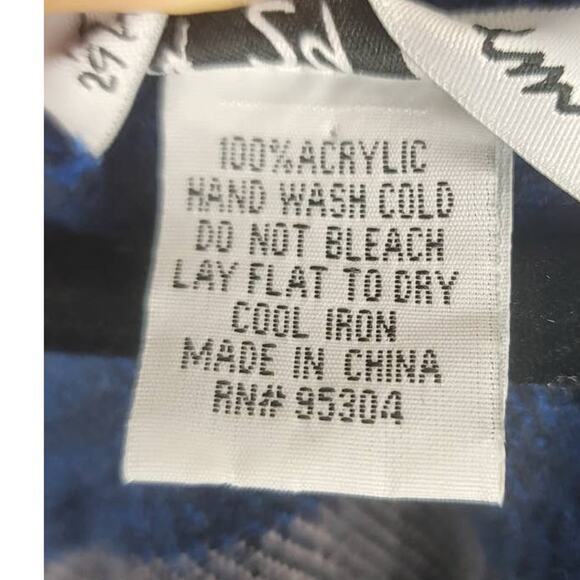 100% ACRYLIC
HAND WASH COLD
DO NOT BLEACH
LAY FLAT TO DRY
COOL IRON
MADE IN CHINA
RN# 95304